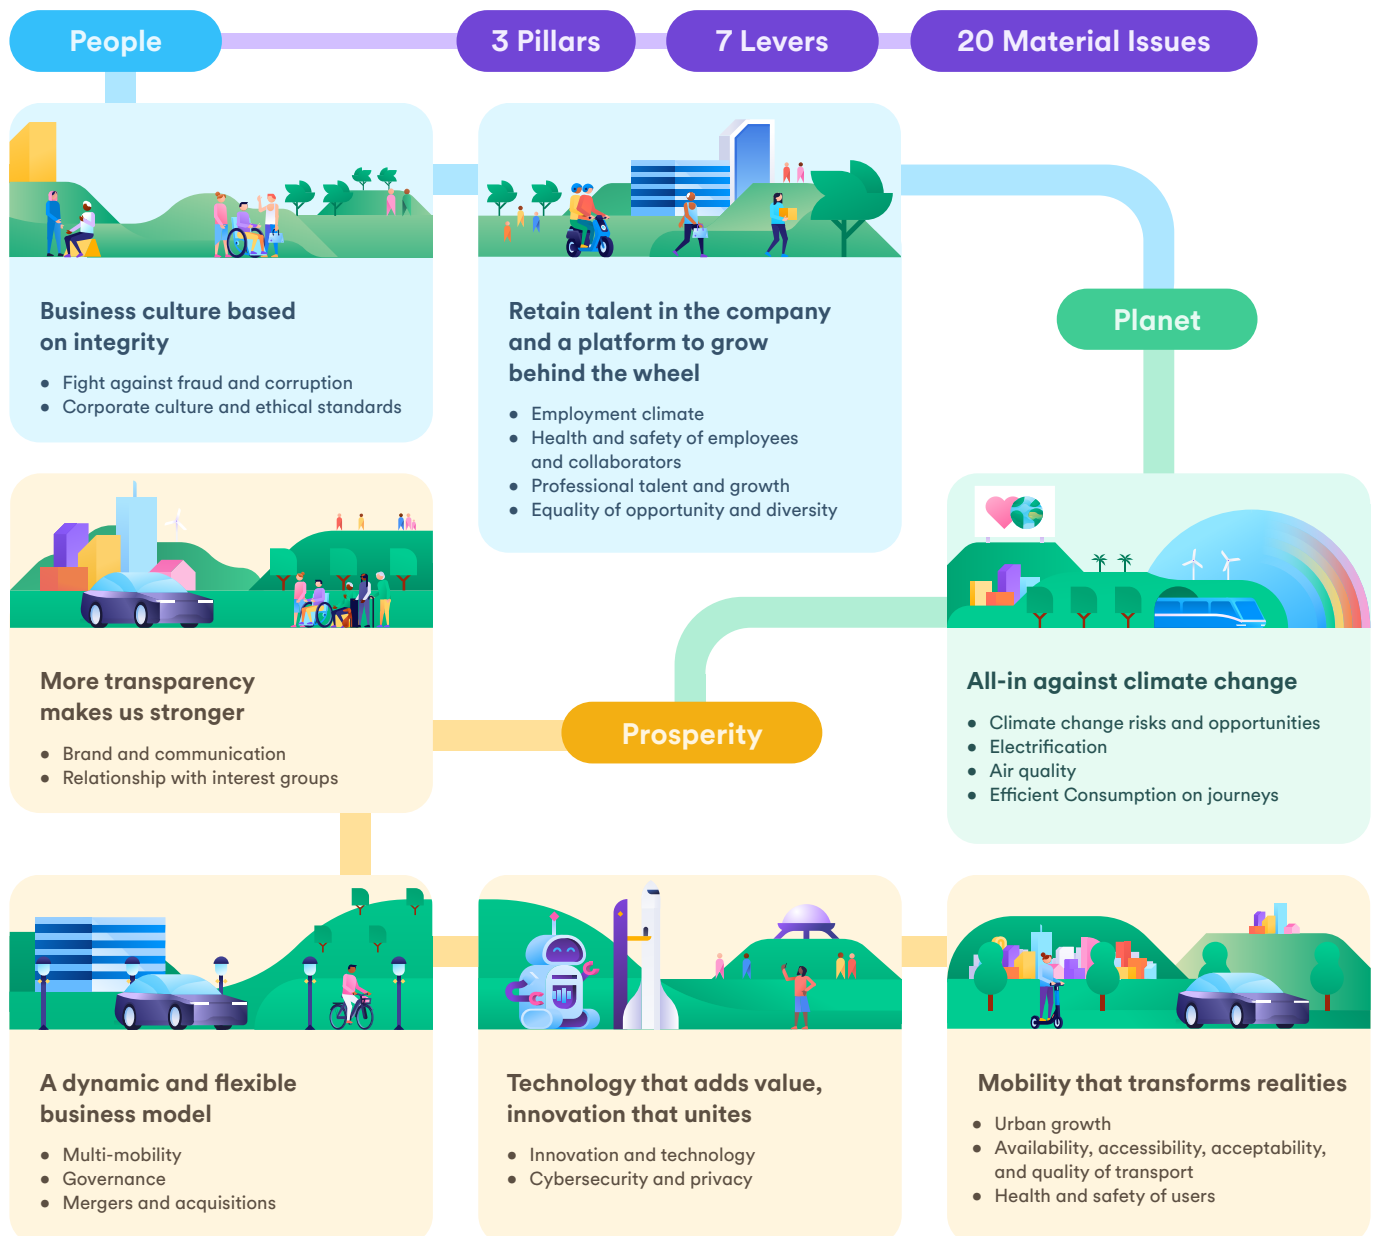 People
3 Pillars
7 Levers
20 Material Issues
Business culture based
on integrity
● Fight against fraud and corruption
● Corporate culture and ethical standards
Retain talent in the company
and a platform to grow
behind the wheel
● Employment climate
● Health and safety of employees
and collaborators
● Professional talent and growth
● Equality of opportunity and diversity
Planet
All-in against climate change
● Climate change risks and opportunities
● Electrification
● Air quality
● Efficient Consumption on journeys
Prosperity
More transparency
makes us stronger
● Brand and communication
● Relationship with interest groups
A dynamic and flexible
business model
● Multi-mobility
● Governance
● Mergers and acquisitions
Technology that adds value,
innovation that unites
● Innovation and technology
● Cybersecurity and privacy
Mobility that transforms realities
● Urban growth
● Availability, accessibility, acceptability,
and quality of transport
● Health and safety of users